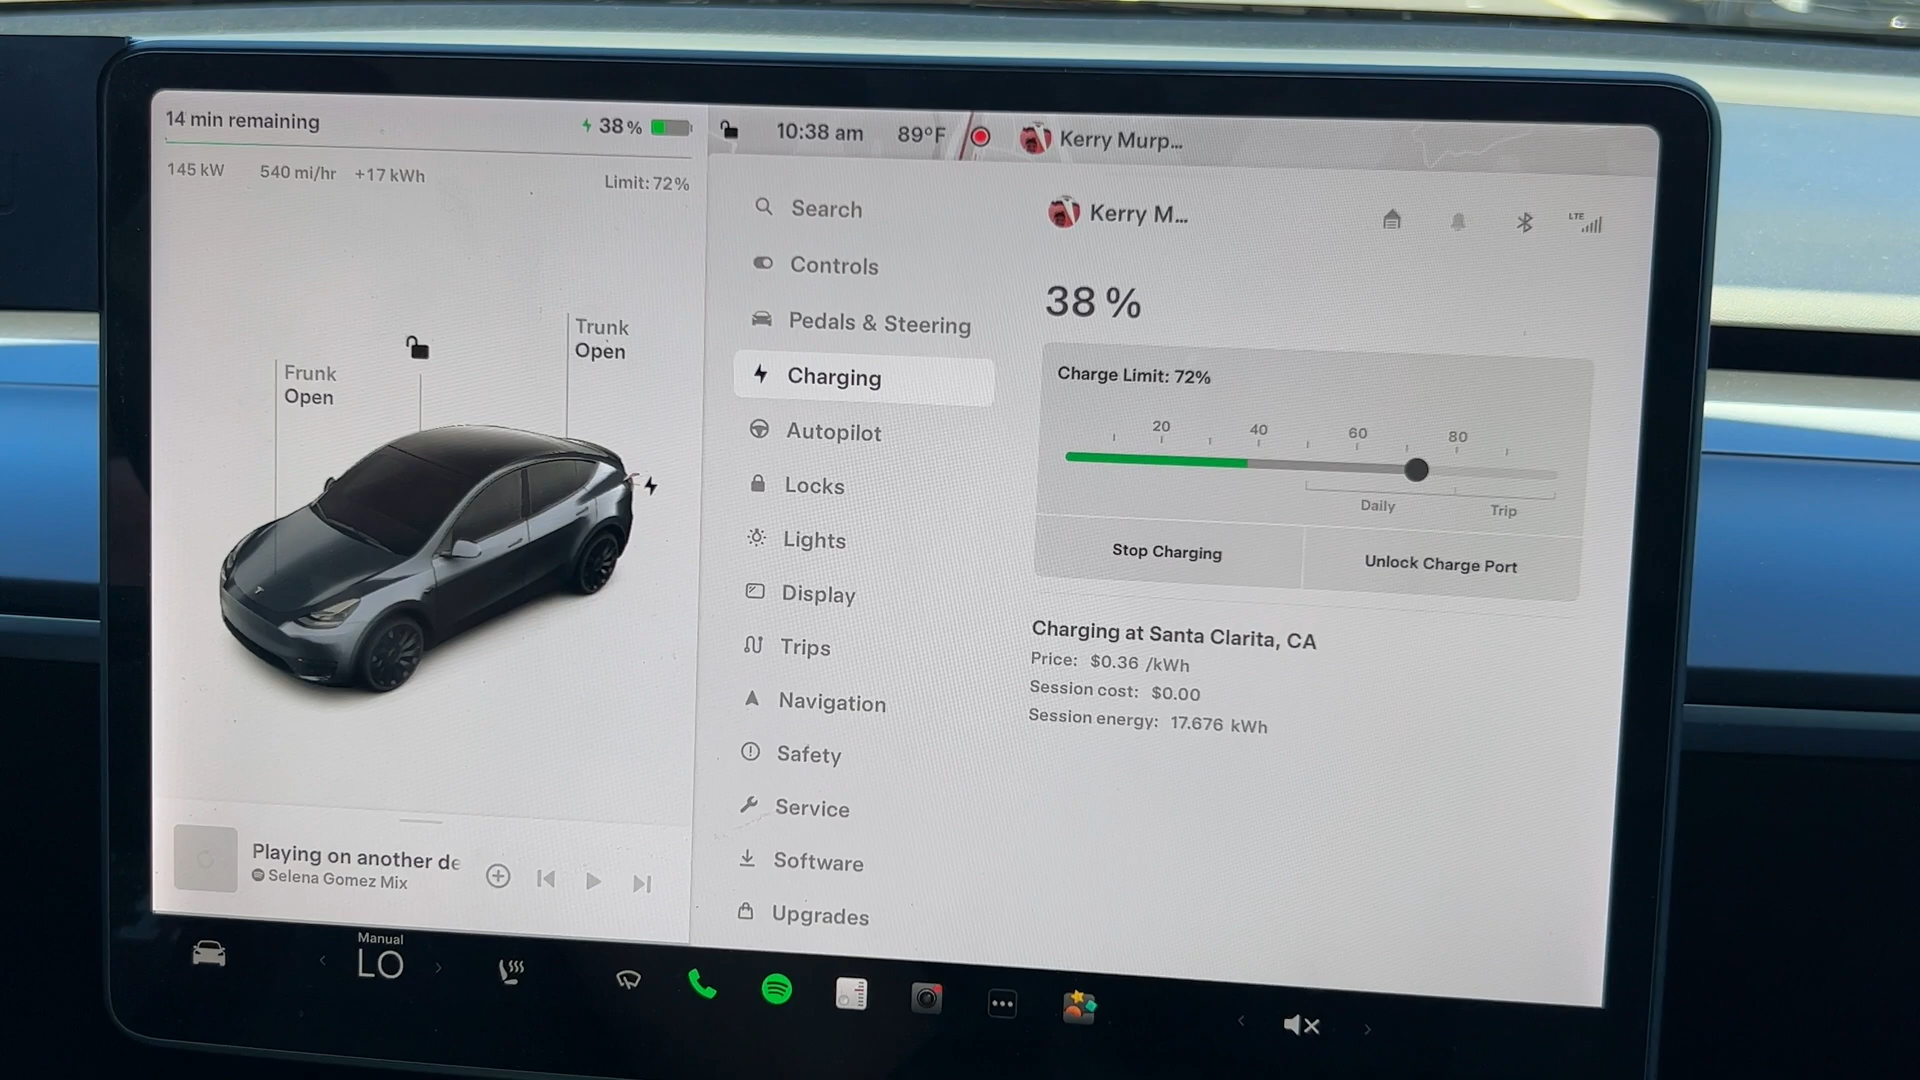 14 min remaining
38 %
145 kW 540 mi/hr +17 kWh
Limit: 72%
Frunk
Open
Trunk
Open
Playing on another de
Selena Gomez Mix
10:38 am 89°F Kerry Murp...
Search
Controls
Pedals & Steering
Charging
Autopilot
Locks
Lights
Display
Trips
Navigation
Safety
Service
Software
Upgrades
Kerry M...
LTE
38 %
Charge Limit: 72%
20 40 60 80
Daily Trip
Stop Charging Unlock Charge Port
Charging at Santa Clarita, CA
Price: $0.36 /kWh
Session cost: $0.00
Session energy: 17.676 kWh
Manual
LO